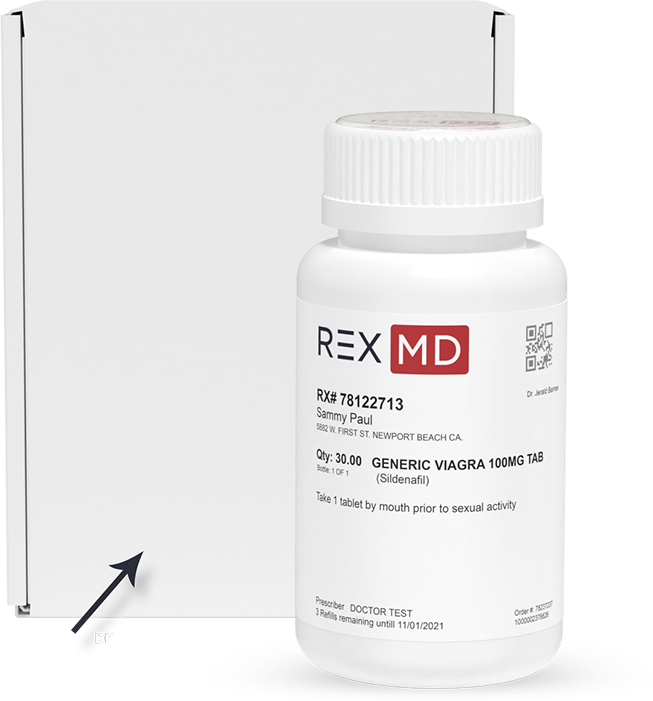 REX MD
RX# 78122713
Sammy Paul
5882 W. FIRST ST. NEWPORT BEACH CA.
Dr. Jerald Barnes
Qty: 30.00 GENERIC VIAGRA 100MG TAB
Bottle: 1 OF 1
(Sildenafil)
Take 1 tablet by mouth prior to sexual activity
Prescriber DOCTOR TEST
3 Refills remaining untill 11/01/2021
Order #: